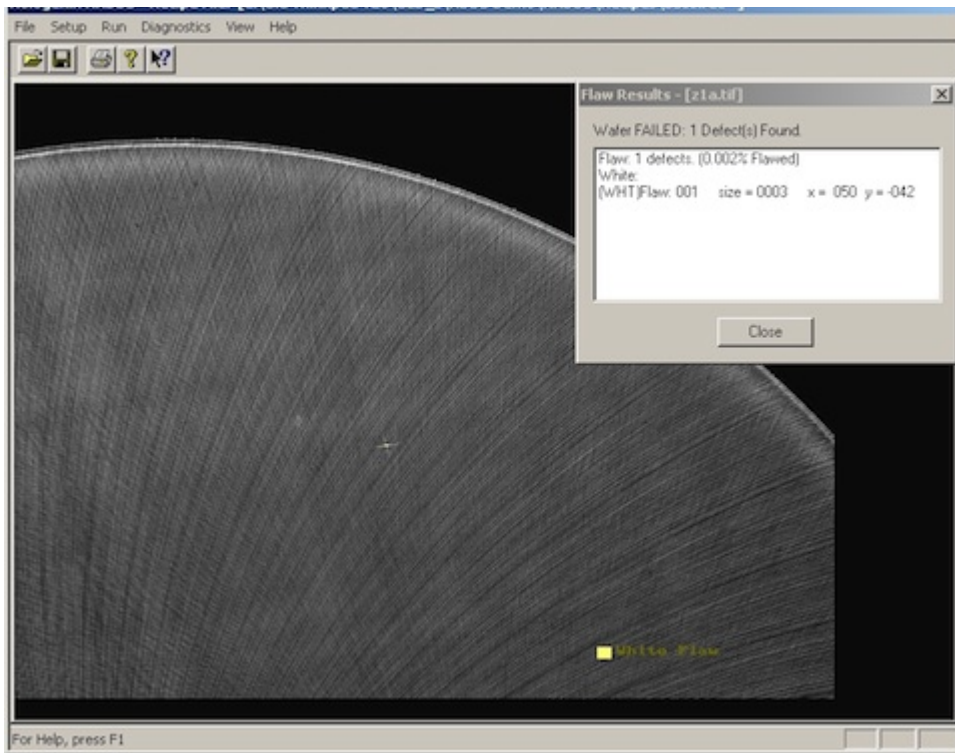 File Setup Run Diagnostics View Help
Flaw Results - [z1a.tif]
Wafer FAILED: 1 Defect(s) Found.
Flaw: 1 defects. (0.002% Flawed)
White:
(WHT)Flaw: 001 size = 0003 x = 050 y = -042
Close
White Flaw
For Help, press F1